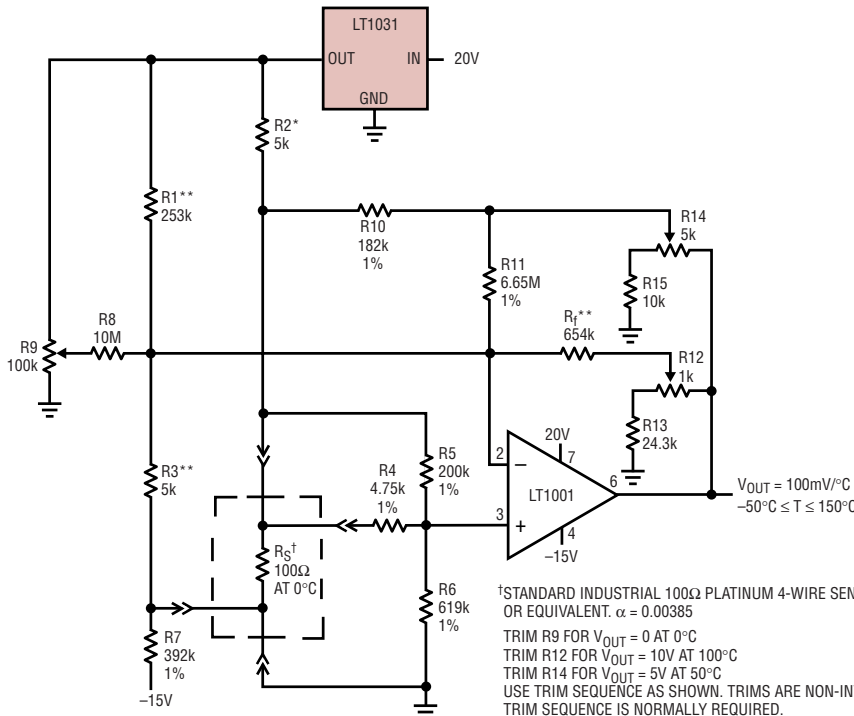 LT1031
OUT
IN
20V
GND
R2*
5k
R1**
253k
R10
182k
1%
R14
5k
R11
6.65M
1%
R15
10k
R8
10M
R9
100k
Rf**
654k
R12
1k
R13
24.3k
R3**
5k
R4
4.75k
1%
R5
200k
1%
20V
2
7
–
LT1001
6
3
+
4
–15V
VOUT = 100mV/°C
–50°C ≤ T ≤ 150°C
RS†
100Ω
AT 0°C
R6
619k
1%
R7
392k
1%
–15V
†STANDARD INDUSTRIAL 100Ω PLATINUM 4-WIRE
OR EQUIVALENT. α = 0.00385
TRIM R9 FOR VOUT = 0 AT 0°C
TRIM R12 FOR VOUT = 10V AT 100°C
TRIM R14 FOR VOUT = 5V AT 50°C
USE TRIM SEQUENCE AS SHOWN. TRIMS ARE
TRIM SEQUENCE IS NORMALLY REQUIRED.